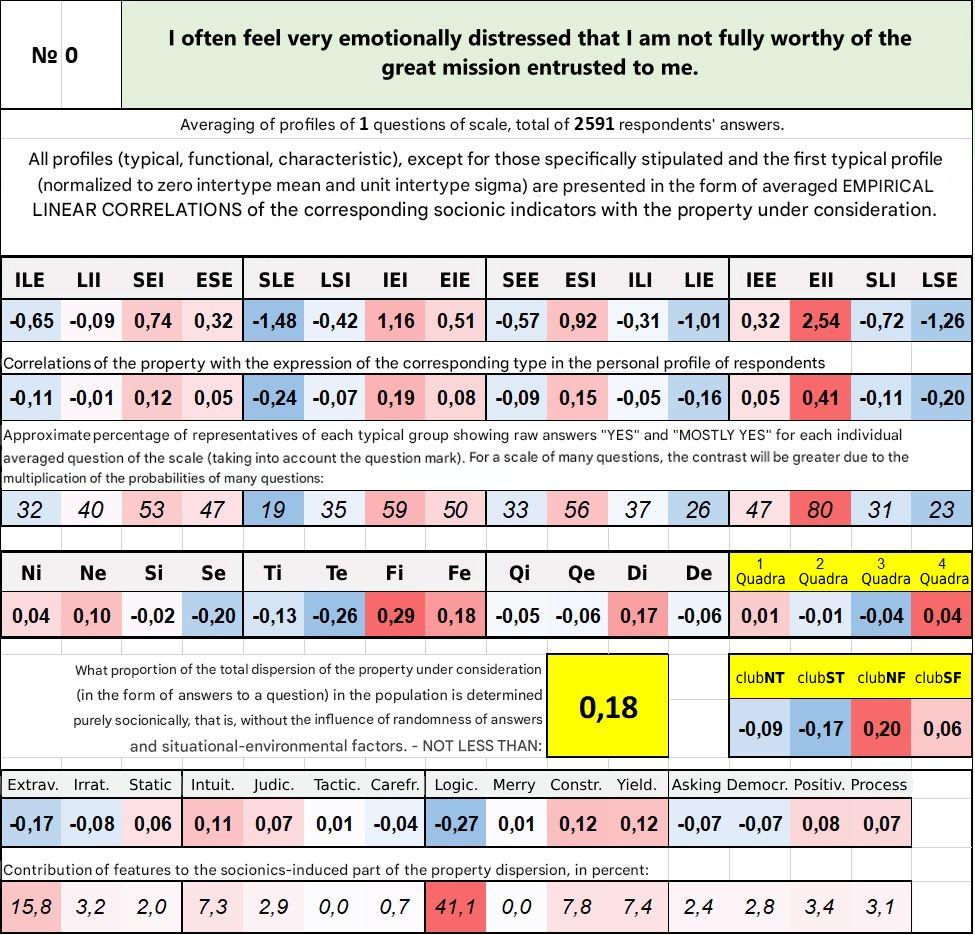 № 0
I often feel very emotionally distressed that I am not fully worthy of the
great mission entrusted to me.
Averaging of profiles of 1 questions of scale, total of 2591 respondents' answers.
All profiles (typical, functional, characteristic), except for those specifically stipulated and the first typical profile
(normalized to zero intertype mean and unit intertype sigma) are presented in the form of averaged EMPIRICAL
LINEAR CORRELATIONS of the corresponding socionic indicators with the property under consideration.
ILE LII SEI ESE SLE LSI IEI EIE SEE ESI ILI LIE IEE EII SLI LSE
-0,65 -0,09 0,74 0,32 -1,48 -0,42 1,16 0,51 -0,57 0,92 -0,31 -1,01 0,32 2,54 -0,72 -1,26
Correlations of the property with the expression of the corresponding type in the personal profile of respondents
-0,11 -0,01 0,12 0,05 -0,24 -0,07 0,19 0,08 -0,09 0,15 -0,05 -0,16 0,05 0,41 -0,11 -0,20
Approximate percentage of representatives of each typical group showing raw answers "YES" and "MOSTLY YES" for each individual
averaged question of the scale (taking into account the question mark). For a scale of many questions, the contrast will be greater due to the
multiplication of the probabilities of many questions:
32 40 53 47 19 35 59 50 33 56 37 26 47 80 31 23
Ni Ne Si Se Ti Te Fi Fe Qi Qe Di De 1 Quadra 2 Quadra 3 Quadra 4 Quadra
0,04 0,10 -0,02 -0,20 -0,13 -0,26 0,29 0,18 -0,05 -0,06 0,17 -0,06 0,01 -0,01 -0,04 0,04
What proportion of the total dispersion of the property under consideration
(in the form of answers to a question) in the population is determined
purely socionically, that is, without the influence of randomness of answers
and situational-environmental factors. - NOT LESS THAN:
0,18
clubNT clubST clubNF clubSF
-0,09 -0,17 0,20 0,06
Extrav. Irrat. Static Intuit. Judic. Tactic. Carefr. Logic. Merry Constr. Yield. Asking Democr. Positiv. Process
-0,17 -0,08 0,06 0,11 0,07 0,01 -0,04 -0,27 0,01 0,12 0,12 -0,07 -0,07 0,08 0,07
Contribution of features to the socionics-induced part of the property dispersion, in percent:
15,8 3,2 2,0 7,3 2,9 0,0 0,7 41,1 0,0 7,8 7,4 2,4 2,8 3,4 3,1